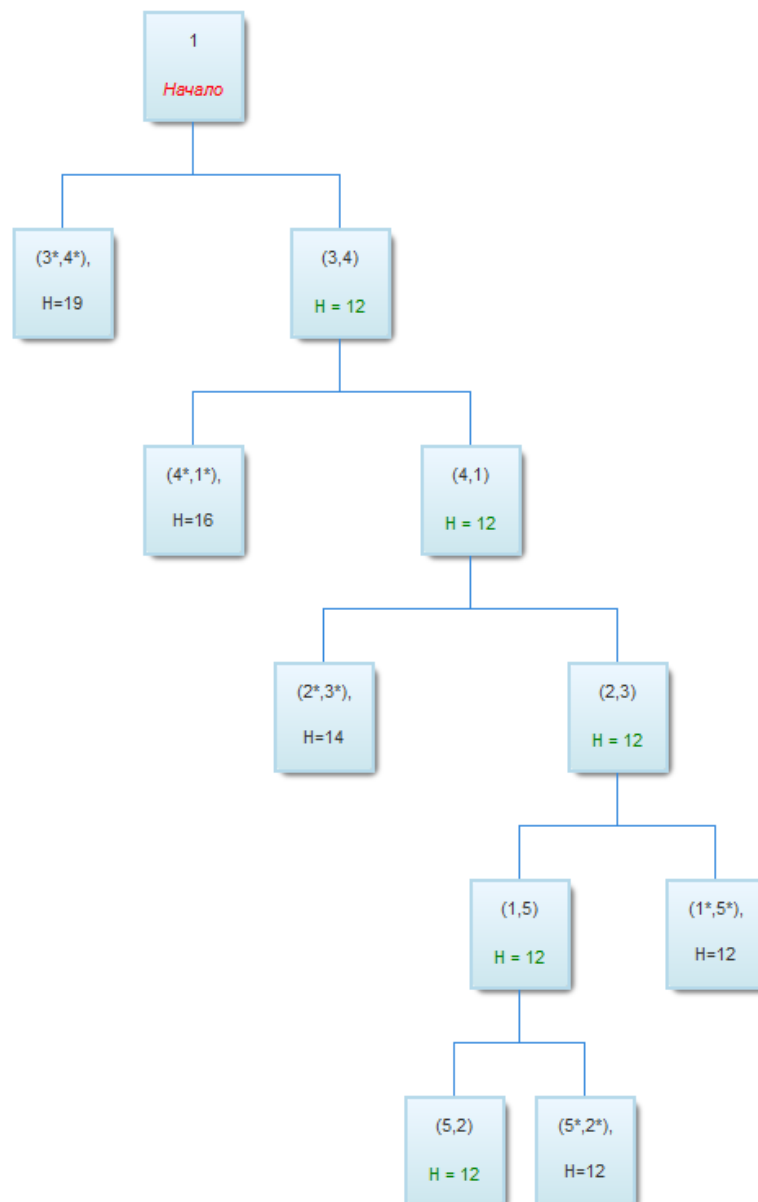 1
Начало
(3*,4*),
H=19
(3,4)
H = 12
(4*,1*),
H=16
(4,1)
H = 12
(2*,3*),
H=14
(2,3)
H = 12
(1,5)
H = 12
(1*,5*),
H=12
(5,2)
H = 12
(5*,2*),
H=12